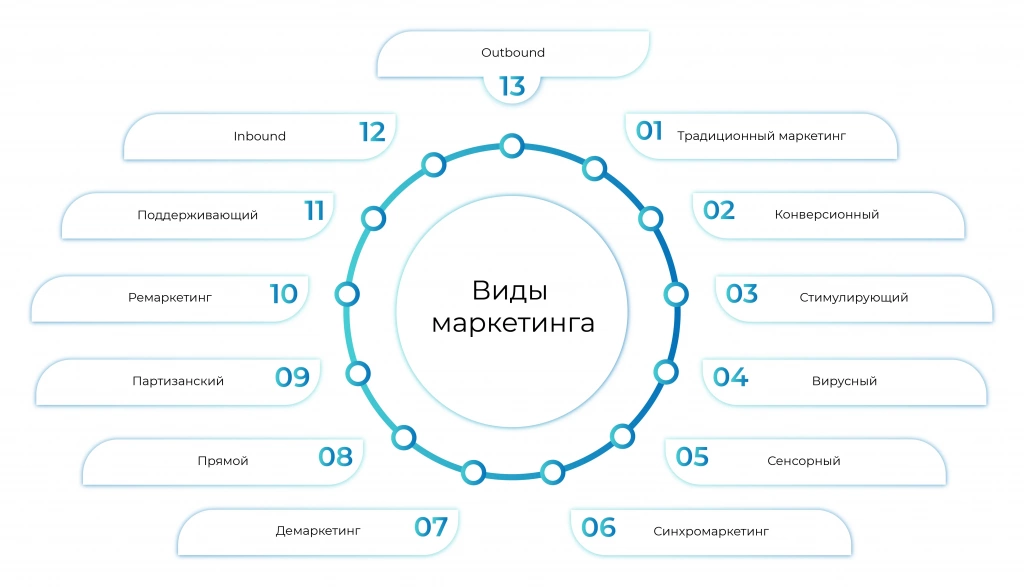 Виды
маркетинга
01 Традиционный маркетинг
02 Конверсионный
03 Стимулирующий
04 Вирусный
05 Сенсорный
06 Синхромаркетинг
Демаркетинг 07
Прямой 08
Партизанский 09
Ремаркетинг 10
Поддерживающий 11
Inbound 12
Outbound
13